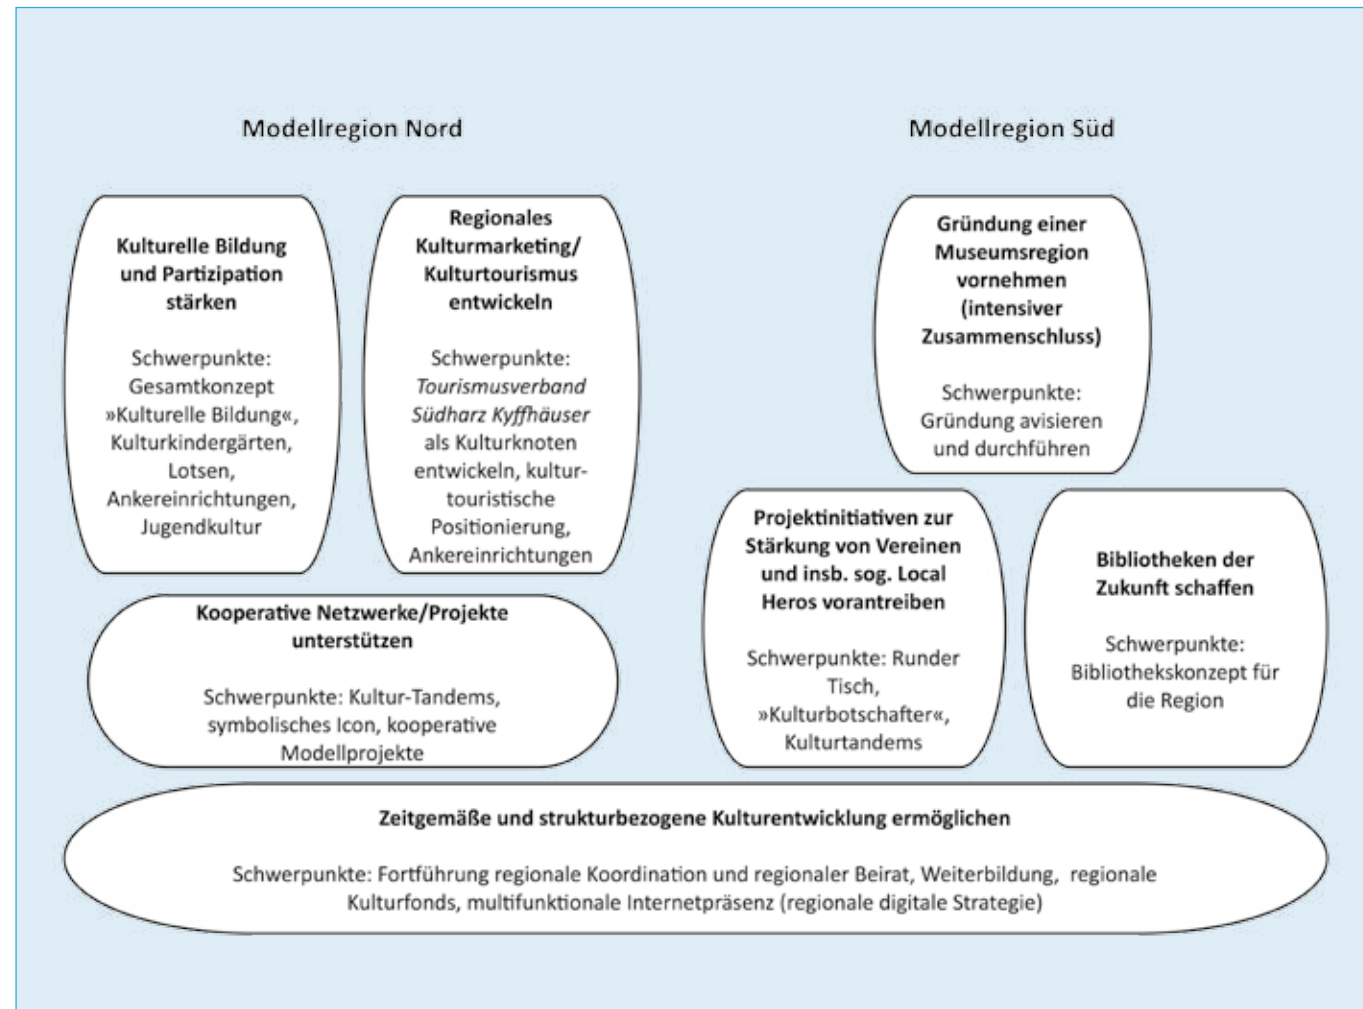 Modellregion Nord
Kulturelle Bildung
und Partizipation
stärken
Schwerpunkte:
Gesamtkonzept
»Kulturelle Bildung«,
Kulturkindergärten,
Lotsen,
Ankereinrichtungen,
Jugendkultur
Regionales
Kulturmarketing/
Kulturtourismus
entwickeln
Schwerpunkte:
Tourismusverband
Südharz Kyffhäuser
als Kulturknoten
entwickeln, kultur-
touristische
Positionierung,
Ankereinrichtungen
Kooperative Netzwerke/Projekte
unterstützen
Schwerpunkte: Kultur-Tandems,
symbolisches Icon, kooperative
Modellprojekte
Modellregion Süd
Gründung einer
Museumsregion
vornehmen
(intensiver
Zusammenschluss)
Schwerpunkte:
Gründung avisieren
und durchführen
Projektinitiativen zur
Stärkung von Vereinen
und insb. sog. Local
Heros vorantreiben
Schwerpunkte: Runder
Tisch,
»Kulturbotschafter«,
Kulturtandems
Bibliotheken der
Zukunft schaffen
Schwerpunkte:
Bibliothekskonzept für
die Region
Zeitgemäße und strukturbezogene Kulturentwicklung ermöglichen
Schwerpunkte: Fortführung regionale Koordination und regionaler Beirat, Weiterbildung, regionale
Kulturfonds, multifunktionale Internetpräsenz (regionale digitale Strategie)